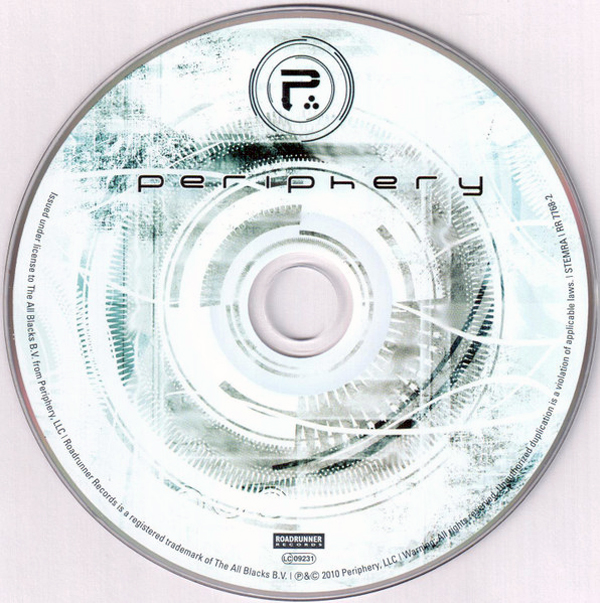 P.
periphery
Issued under license to The All Blacks B.V. from Periphery, LLC | Roadrunner Records is a registered trademark of The All Blacks B.V. | ℗&© 2010 Periphery, LLC | Warning. All rights reserved. Unauthorized duplication is a violation of applicable laws. | STEMRA | RR 7768-2
ROADRUNNER
RECORDS
LC 09231